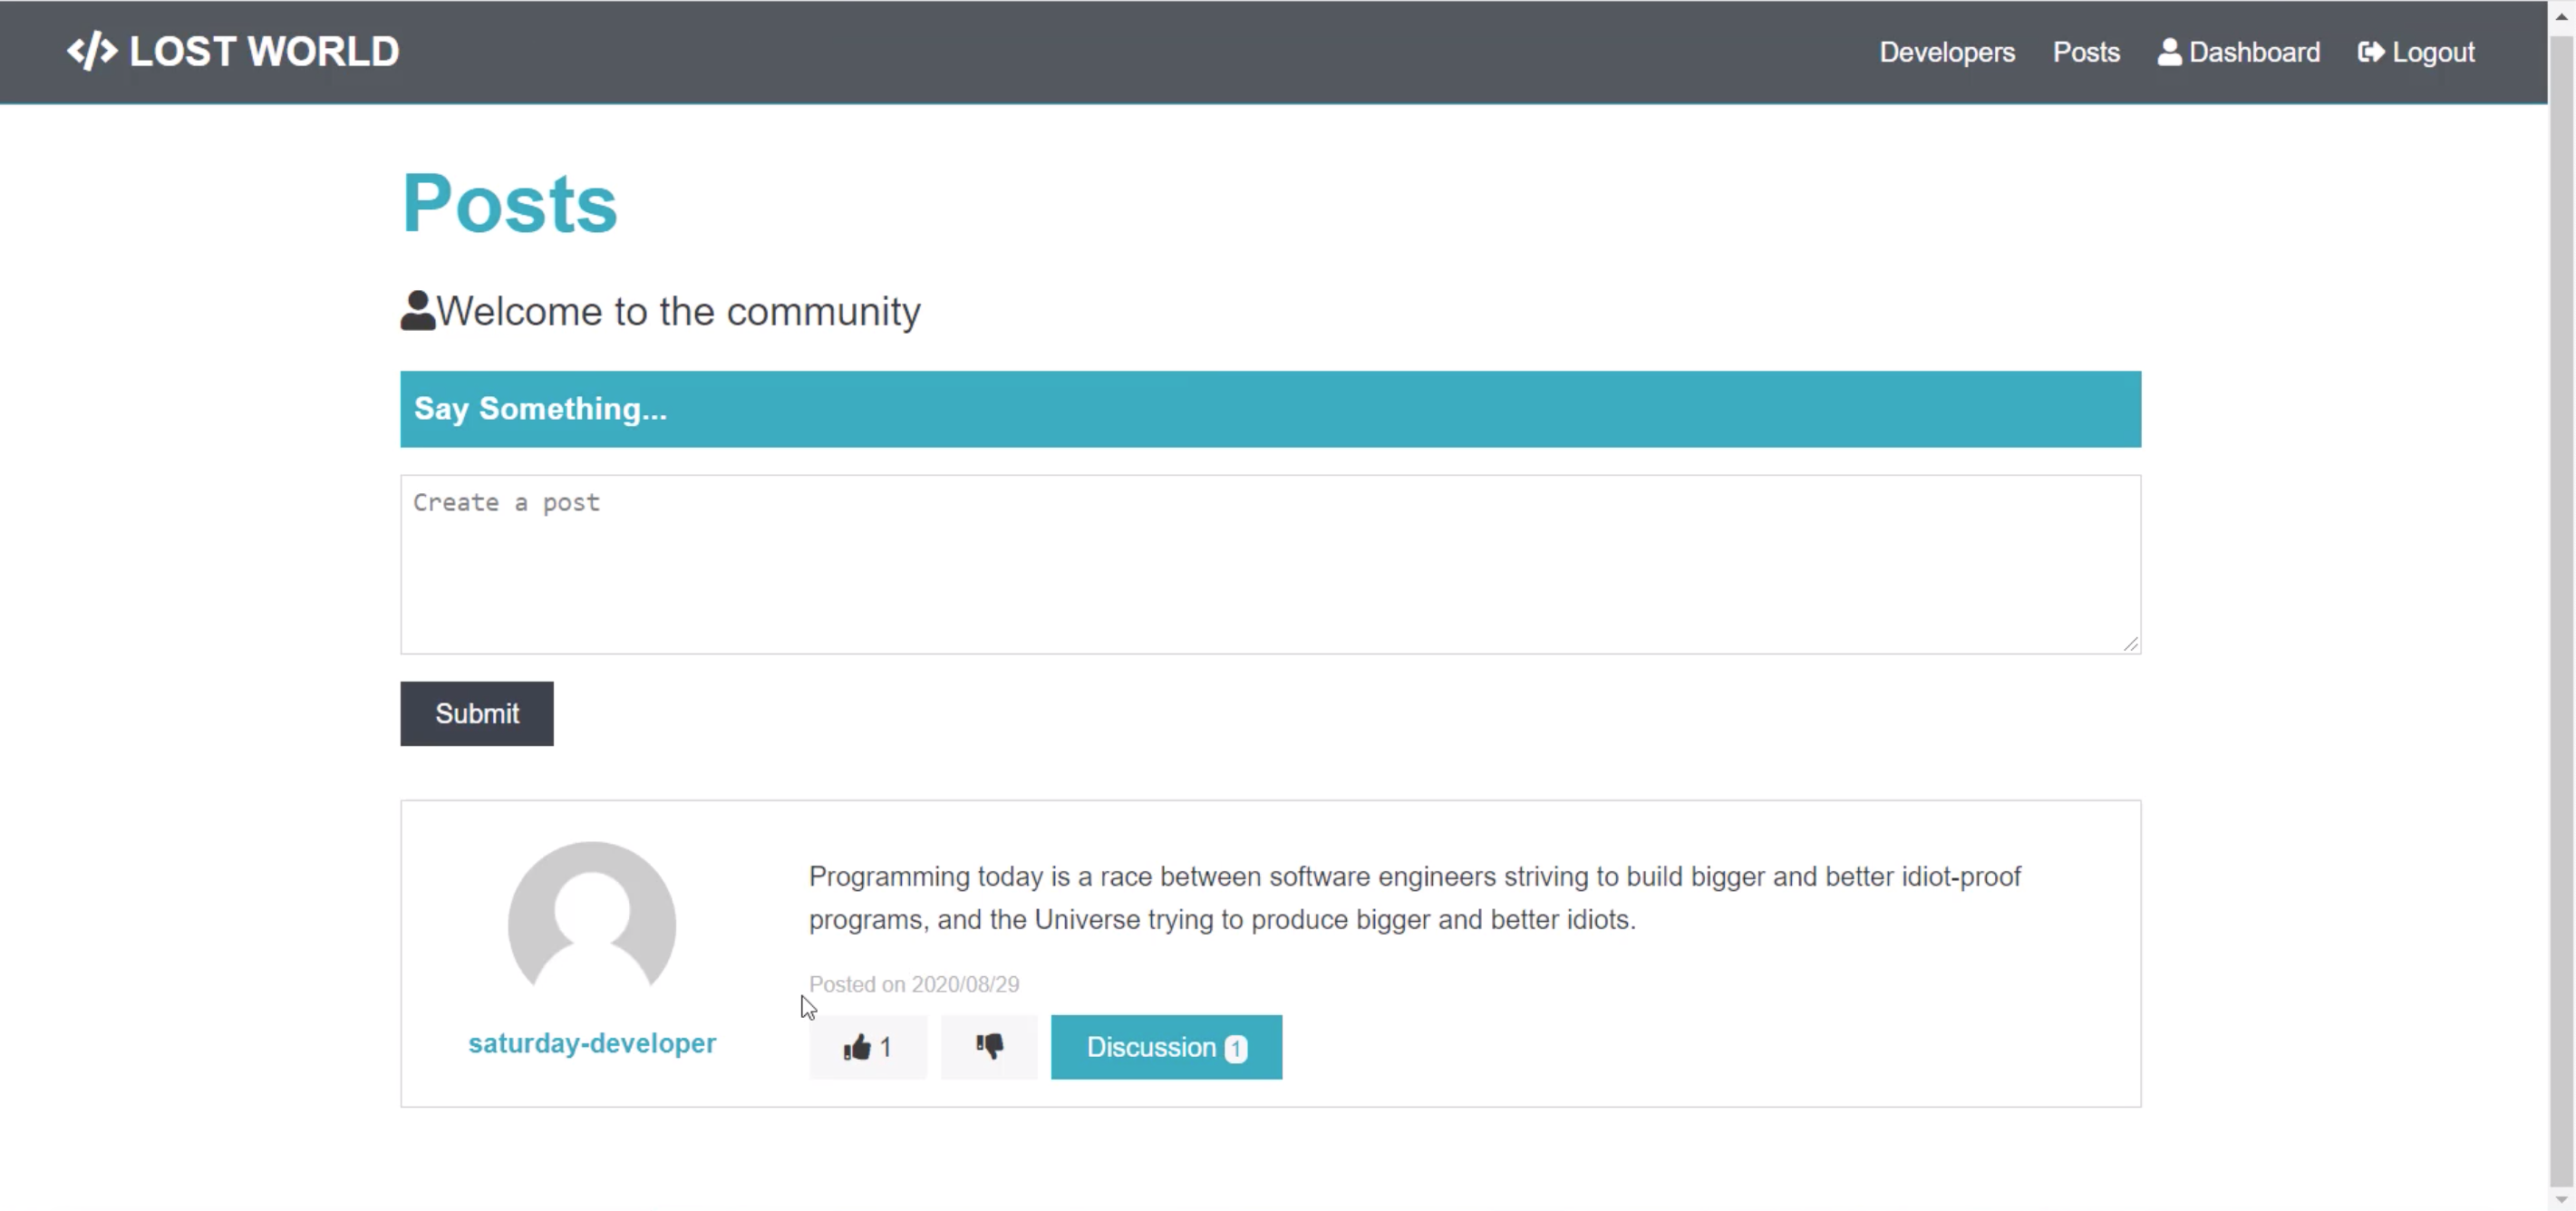 LOST WORLD
Developers Posts Dashboard Logout
Posts
Welcome to the community
Say Something...
Create a post
Submit
Programming today is a race between software engineers striving to build bigger and better idiot-proof
programs, and the Universe trying to produce bigger and better idiots.
Posted on 2020/08/29
saturday-developer
1
Discussion 1